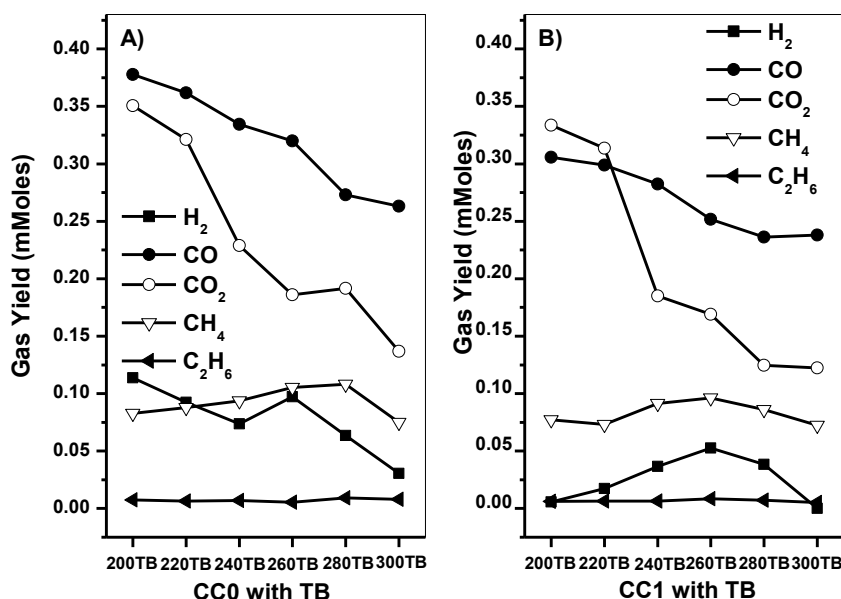 A)
0.40
0.35
0.30
0.25
0.20
0.15
0.10
0.05
0.00
Gas Yield (mMoles)
H2
CO
CO2
CH4
C2H6
200TB 220TB 240TB 260TB 280TB 300TB
CC0 with TB
B)
0.40
0.35
0.30
0.25
0.20
0.15
0.10
0.05
0.00
Gas Yield (mMoles)
H2
CO
CO2
CH4
C2H6
200TB 220TB 240TB 260TB 280TB 300TB
CC1 with TB